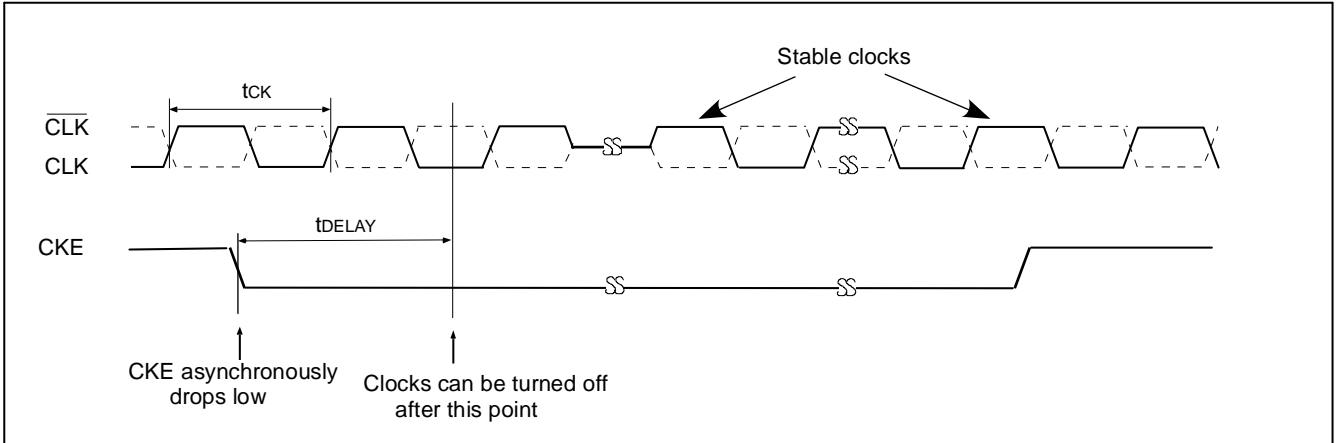 Stable clocks
tCK
CLK
CLK
tDELAY
CKE
CKE asynchronously
drops low
Clocks can be turned off
after this point